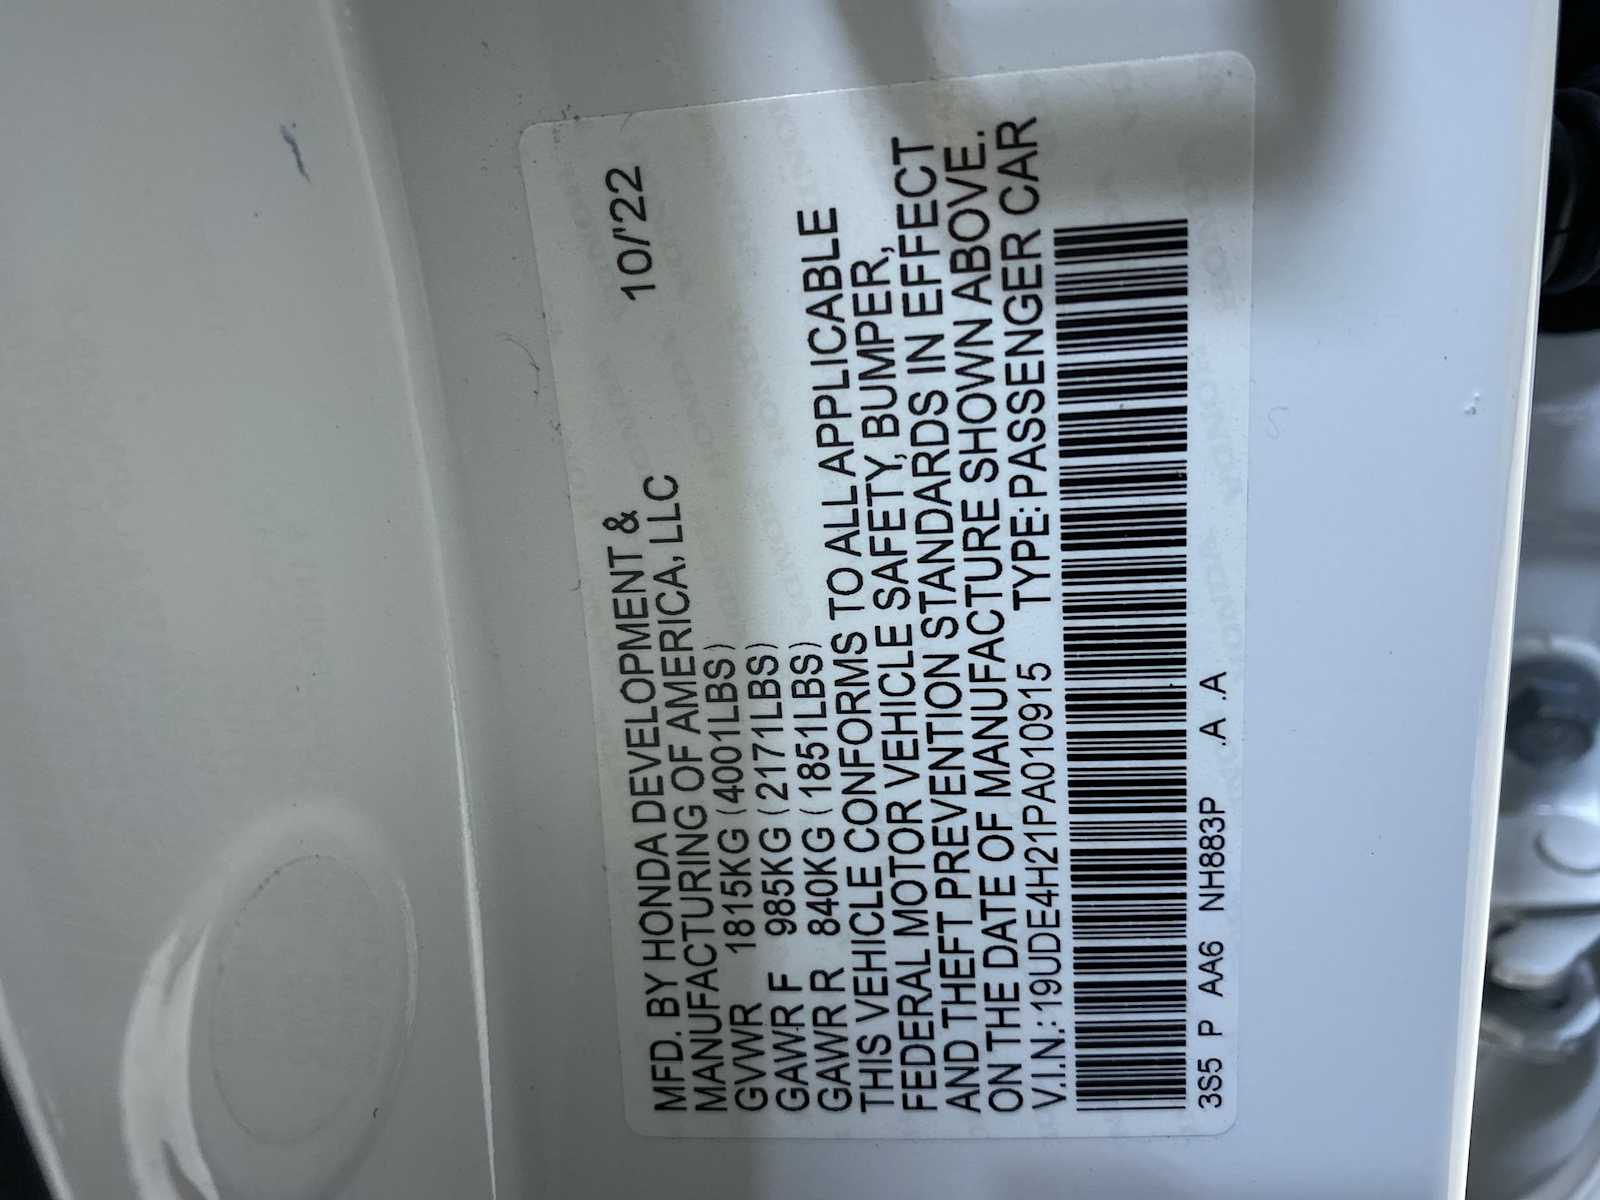 MFD. BY HONDA DEVELOPMENT & 10/'22
MANUFACTURING OF AMERICA, LLC
GVWR 1815KG (4001LBS)
GAWR F 985KG (2171LBS)
GAWR R 840KG (1851LBS)
THIS VEHICLE CONFORMS TO ALL APPLICABLE
FEDERAL MOTOR VEHICLE SAFETY, BUMPER,
AND THEFT PREVENTION STANDARDS IN EFFECT
ON THE DATE OF MANUFACTURE SHOWN ABOVE.
V.I.N.: 19UDE4H21PA010915 TYPE: PASSENGER CAR
3S5 P AA6 NH883P .A .A